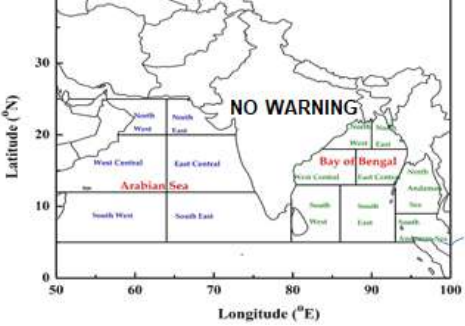 Latitude (°N)
30
20
10
0
NO WARNING
North
West
North
East
North
West
North
East
West Central
East Central
Bay of Bengal
West Central
East Central
Arabian Sea
North
Andaman
Sea
South West
South East
South
West
South
East
South
Andaman Sea
50
60
70
80
90
100
Longitude (°E)